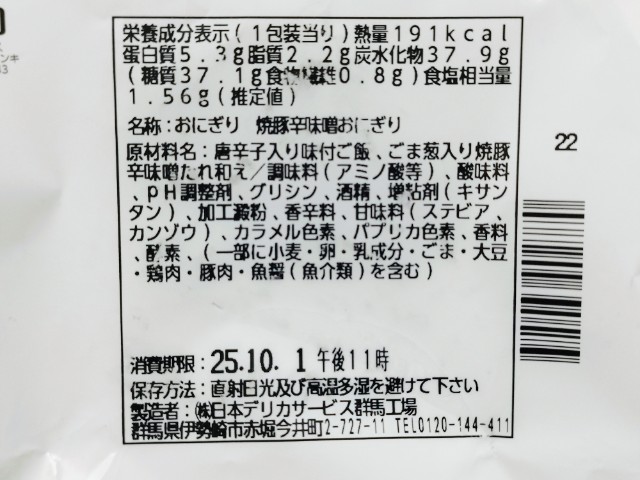 栄養成分表示(1包装当り)熱量191kcal
蛋白質5.3g脂質2.2g炭水化物37.9g
(糖質37.1g食物繊維0.8g)食塩相当量
1.56g(推定値)
名称:おにぎり 焼豚辛味噌おにぎり
原材料名:唐辛子入り味付ご飯、ごま葱入り焼豚
辛味噌たれ和え/調味料(アミノ酸等)、酸味料
、pH調整剤、グリシン、酒精、増粘剤(キサン
タン)、加工澱粉、香辛料、甘味料(ステビア、
カンゾウ)、カラメル色素、パプリカ色素、香料
、酵素、(一部に小麦・卵・乳成分・ごま・大豆
・鶏肉・豚肉・魚醤(魚介類)を含む)
22
消費期限:25.10.1午後11時
保存方法:直射日光及び高温多湿を避けて下さい
製造者:㈱日本デリカサービス群馬工場
群馬県伊勢崎市赤堀今井町2-727-11 TEL0120-144-411